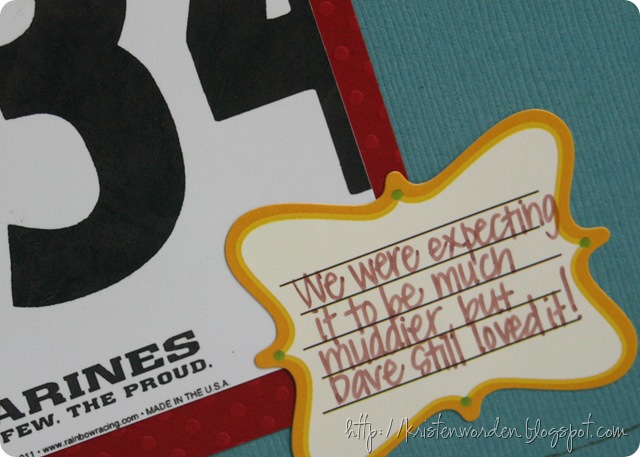 34
ARINES
FEW. THE PROUD.
011 • www.rainbowracing.com • MADE IN THE U.S.A
We were expecting
it to be much
muddier, but
Dave still loved it!
http://kristenworden.blogspot.com